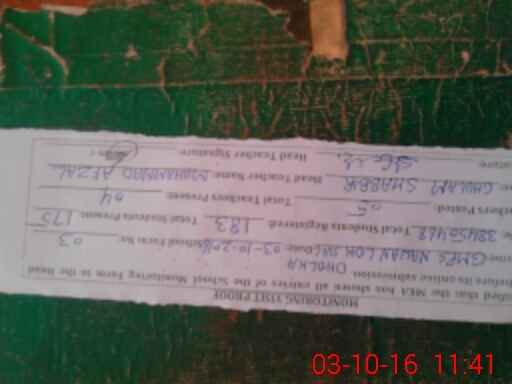 MONITORING VISIT PROOF
ified that the MEA has shown all entries of the School Monitoring Form to the Head
before its online submission. DHOLKA
ame GMPS NAWAN LOK Date: 03-10-2016 School Form No: 03
Total Students Registered: 183 Total Students Present: 175
chers Posted: 05 Total Teachers Present: 04
GHULAM SHABBIR Head Teacher Name: MUHAMMAD AFZAL
Head Teacher Signature:
03-10-16 11:41